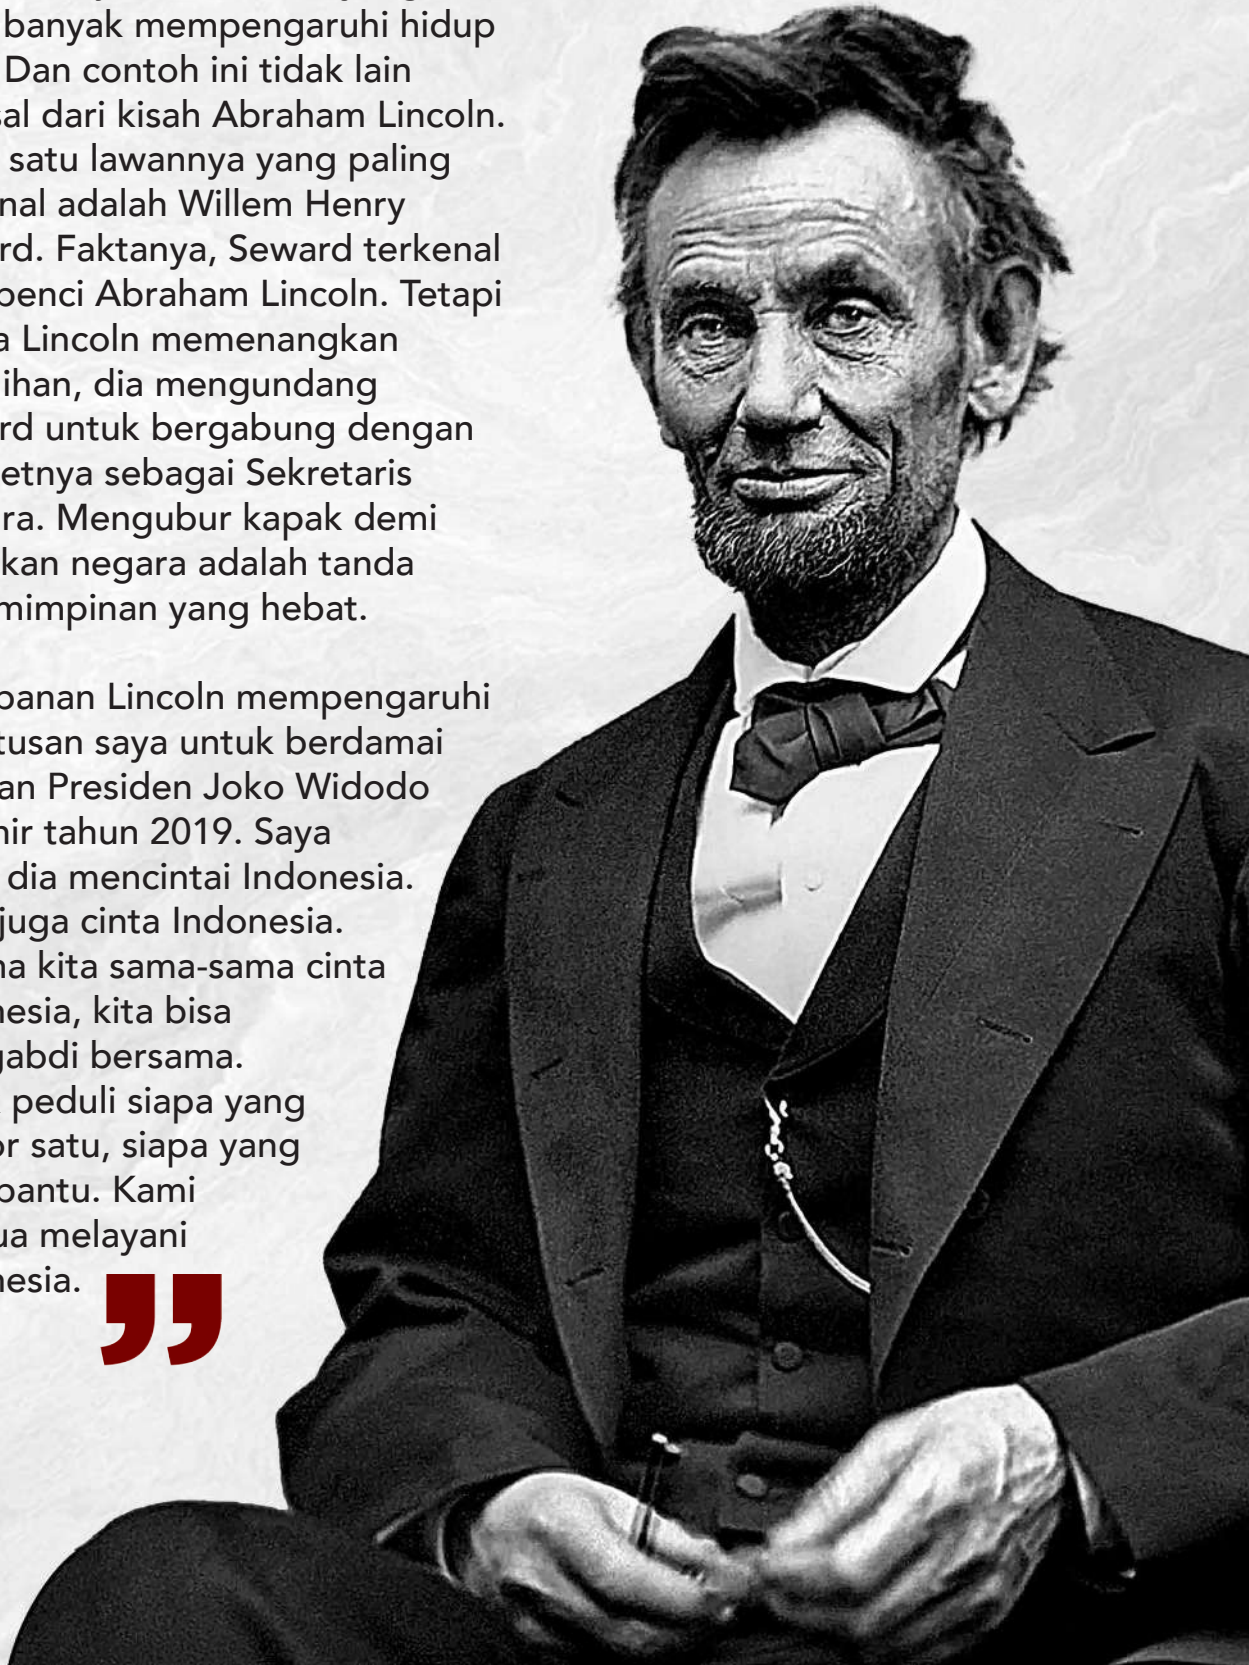 banyak mempengaruhi hidup
Dan contoh ini tidak lain
sal dari kisah Abraham Lincoln.
satu lawannya yang paling
nal adalah Willem Henry
rd. Faktanya, Seward terkenal
benci Abraham Lincoln. Tetapi
a Lincoln memenangkan
ihan, dia mengundang
rd untuk bergabung dengan
etnya sebagai Sekretaris
ra. Mengubur kapak demi
kan negara adalah tanda
mimpinan yang hebat.
panan Lincoln mempengaruhi
tusan saya untuk berdamai
an Presiden Joko Widodo
hir tahun 2019. Saya
dia mencintai Indonesia.
juga cinta Indonesia.
na kita sama-sama cinta
nesia, kita bisa
gabdi bersama.
peduli siapa yang
or satu, siapa yang
bantu. Kami
ua melayani
nesia. ”